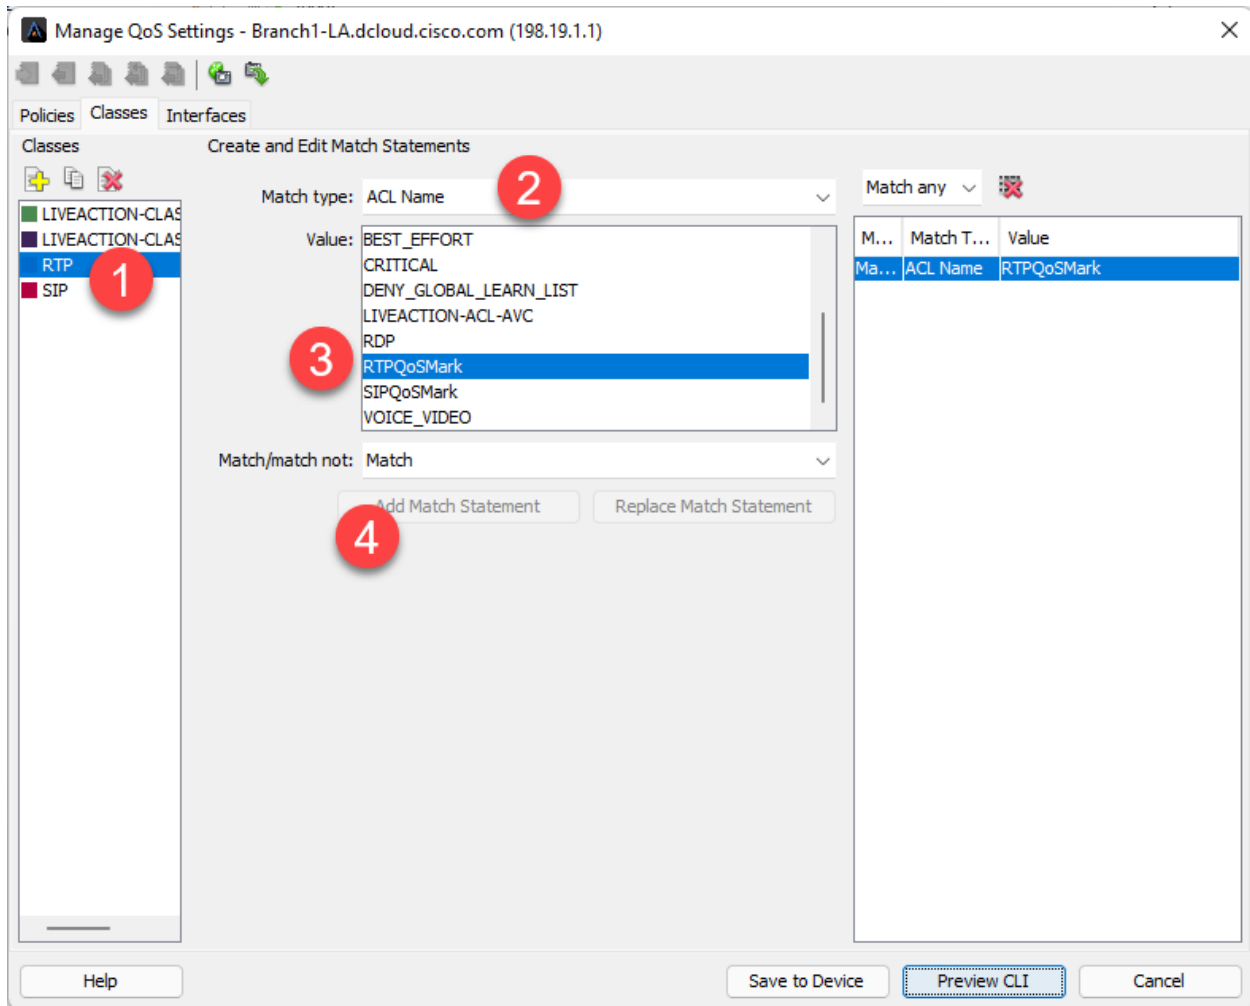 Manage QoS Settings - Branch1-LA.dcloud.cisco.com (198.19.1.1)
Policies Classes Interfaces
Classes
LIVEACTION-CLAS
LIVEACTION-CLAS
RTP
SIP
1
Create and Edit Match Statements
Match type: ACL Name
2
Value:
BEST_EFFORT
CRITICAL
DENY_GLOBAL_LEARN_LIST
LIVEACTION-ACL-AVC
RDP
RTPQoSMark
SIPQoSMark
VOICE_VIDEO
3
Match/match not: Match
Add Match Statement Replace Match Statement
4
Match any
M... Match T... Value
Ma... ACL Name RTPQoSMark
Help Save to Device Preview CLI Cancel